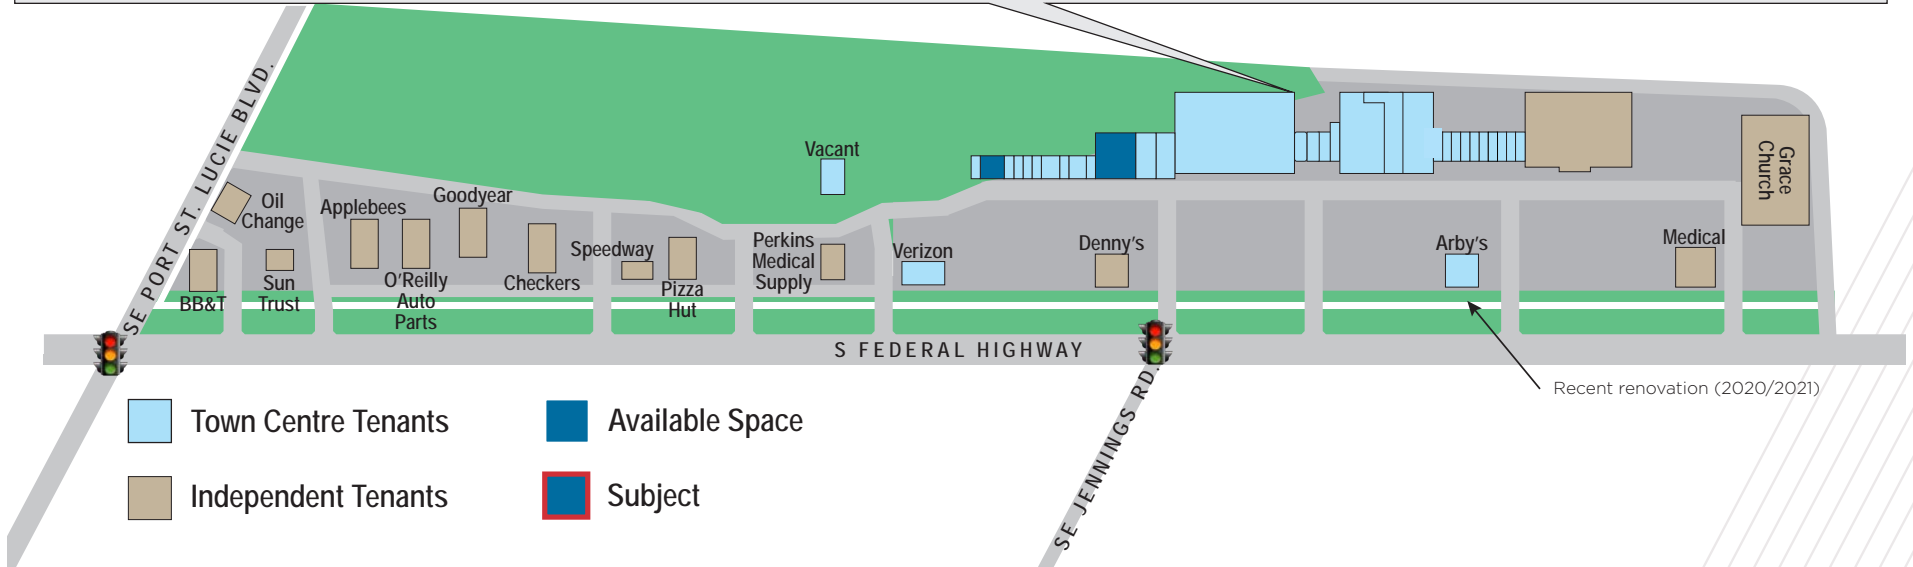 SE PORT ST. LUCIE BLVD.
Vacant
Oil
Change
Applebees
Goodyear
Grace
Church
BB&T
Sun
Trust
O'Reilly
Auto
Parts
Checkers
Speedway
Pizza
Hut
Perkins
Medical
Supply
Verizon
Denny's
Arby's
Medical
S FEDERAL HIGHWAY
SE JENNINGS RD.
Recent renovation (2020/2021)
Town Centre Tenants
Available Space
Independent Tenants
Subject